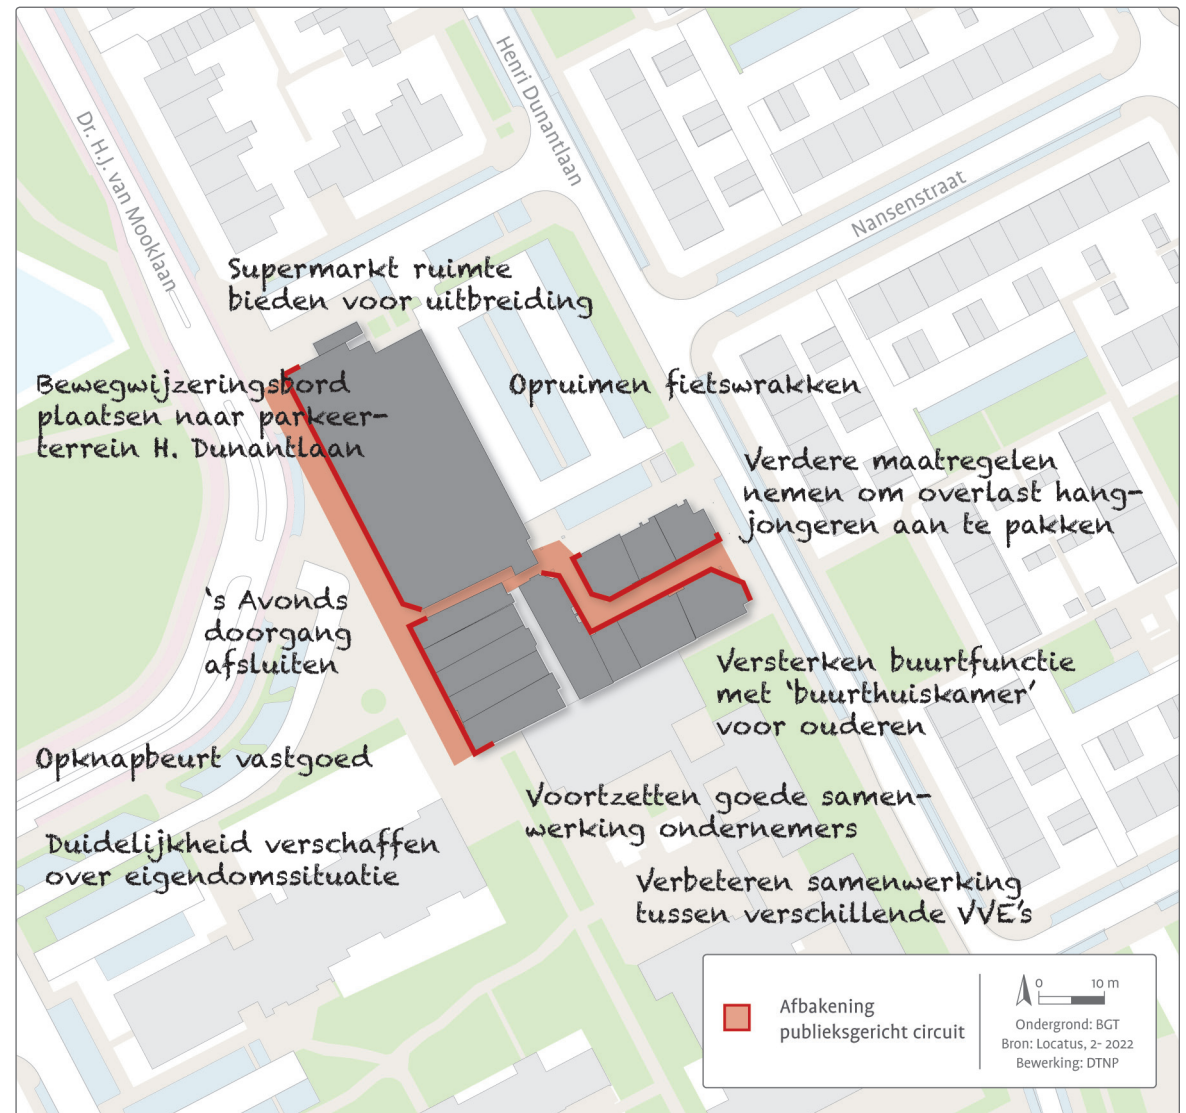 Henri Dunantlaan
Dr. H.J. van Mooklaan
Nansenstraat
Supermarkt ruimte
bieden voor uitbreiding
Bewegwijzeringsbord
plaatsen naar parkeer-
terrein H. Dunantlaan
Opruimen fietswrakken
Verdere maatregelen
nemen om overlast hang-
jongeren aan te pakken
's Avonds
doorgang
afsluiten
Versterken buurtfunctie
met 'buurthuiskamer'
voor ouderen
Opknapbeurt vastgoed
Voortzetten goede samen-
werking ondernemers
Duidelijkheid verschaffen
over eigendomssituatie
Verbeteren samenwerking
tussen verschillende VVE's
Afbakening
publieksgericht circuit
0 10 m
Ondergrond: BGT
Bron: Locatus, 2- 2022
Bewerking: DTNP